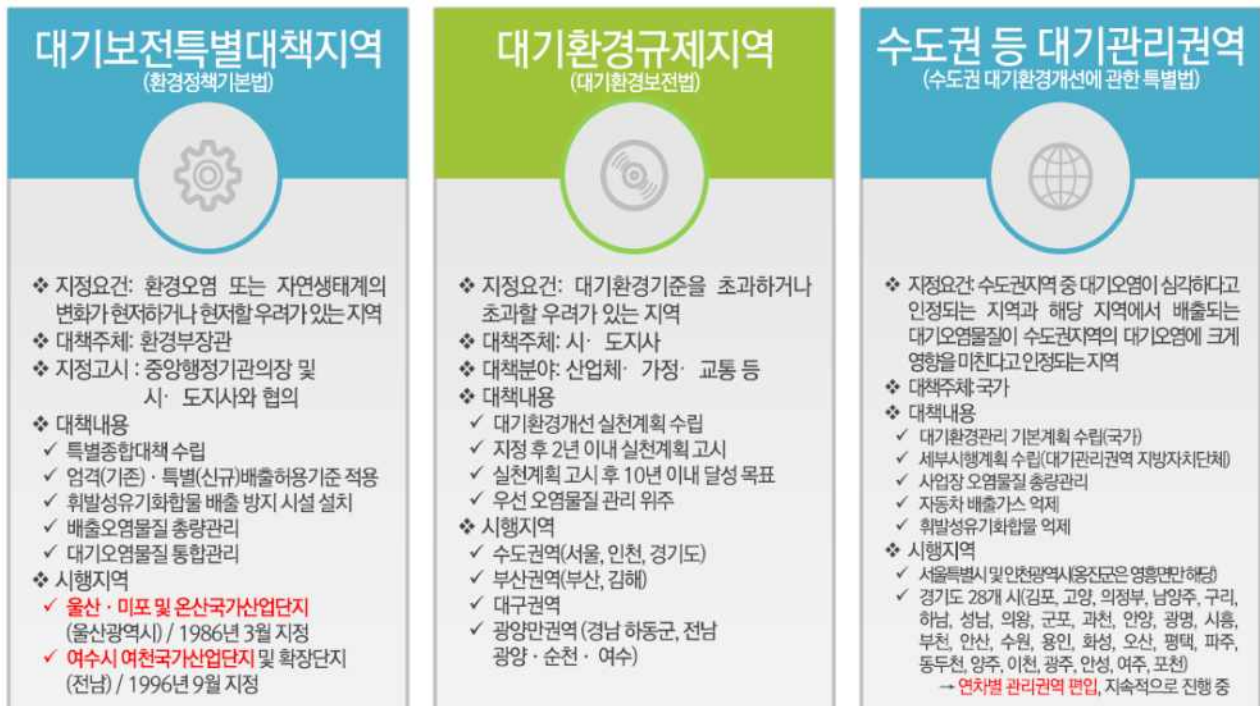 대기보전특별대책지역
(환경정책기본법)
❖ 지정요건: 환경오염 또는 자연생태계의
변화가 현저하거나 현저할 우려가 있는 지역
❖ 대책주체: 환경부장관
❖ 지정고시 : 중앙행정기관의장 및
시· 도지사와 협의
❖ 대책내용
✓ 특별종합대책 수립
✓ 엄격(기존) · 특별(신규)배출허용기준 적용
✓ 휘발성유기화합물 배출 방지 시설 설치
✓ 배출오염물질 총량관리
✓ 대기오염물질 통합관리
❖ 시행지역
✓ 울산 · 미포 및 온산국가산업단지
(울산광역시) / 1986년 3월 지정
✓ 여수시 여천국가산업단지 및 확장단지
(전남) / 1996년 9월 지정
대기환경규제지역
(대기환경보전법)
❖ 지정요건: 대기환경기준을 초과하거나
초과할 우려가 있는 지역
❖ 대책주체: 시· 도지사
❖ 대책분야: 산업체· 가정· 교통 등
❖ 대책내용
✓ 대기환경개선 실천계획 수립
✓ 지정 후 2년 이내 실천계획 고시
✓ 실천계획 고시 후 10년 이내 달성 목표
✓ 우선 오염물질 관리 위주
❖ 시행지역
✓ 수도권역(서울, 인천, 경기도)
✓ 부산권역(부산, 김해)
✓ 대구권역
✓ 광양만권역 (경남 하동군, 전남
광양 · 순천 · 여수)
수도권 등 대기관리권역
(수도권 대기환경개선에 관한 특별법)
❖ 지정요건: 수도권지역 중 대기오염이 심각하다고
인정되는 지역과 해당 지역에서 배출되는
대기오염물질이 수도권지역의 대기오염에 크게
영향을 미친다고 인정되는 지역
❖ 대책주체: 국가
❖ 대책내용
✓ 대기환경관리 기본계획 수립(국가)
✓ 세부시행계획 수립(대기관리권역 지방자치단체)
✓ 사업장 오염물질 총량관리
✓ 자동차 배출가스 억제
✓ 휘발성유기화합물 억제
❖ 시행지역
✓ 서울특별시 및 인천광역시(옹진군은 영흥면만 해당)
✓ 경기도 28개 시(김포, 고양, 의정부, 남양주, 구리,
하남, 성남, 의왕, 군포, 과천, 안양, 광명, 시흥,
부천, 안산, 수원, 용인, 화성, 오산, 평택, 파주,
동두천, 양주, 이천, 광주, 안성, 여주, 포천)
→ 연차별 관리권역 편입, 지속적으로 진행 중